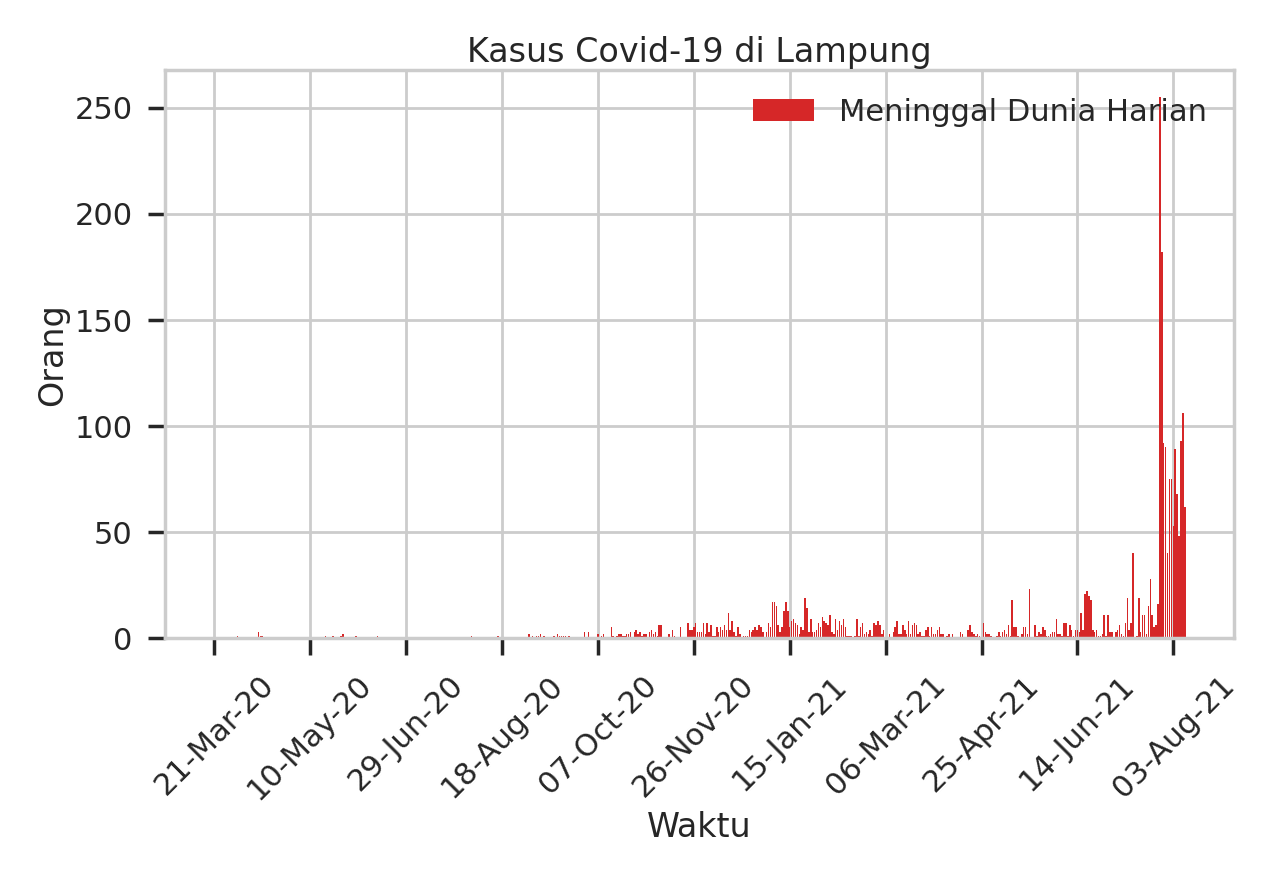 Kasus Covid-19 di Lampung
Meninggal Dunia Harian
250
200
150
100
50
0
Orang
21-Mar-20
10-May-20
29-Jun-20
18-Aug-20
07-Oct-20
26-Nov-20
15-Jan-21
06-Mar-21
25-Apr-21
14-Jun-21
03-Aug-21
Waktu